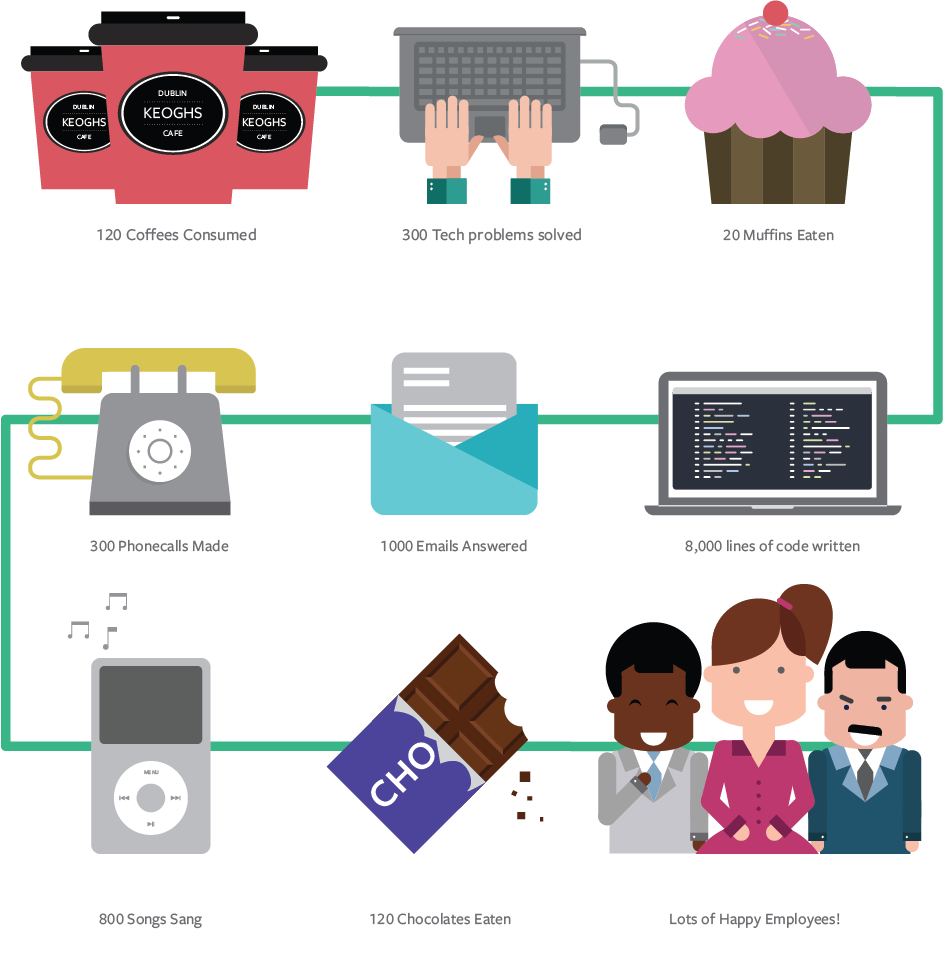 DUBLIN
KEOGHS
CAFE
DUBLIN
KEOGHS
CAFE
DUBLIN
KEOGHS
CAFE
120 Coffees Consumed
300 Tech problems solved
20 Muffins Eaten
300 Phonecalls Made
1000 Emails Answered
8,000 lines of code written
MENU
CHO
800 Songs Sang
120 Chocolates Eaten
Lots of Happy Employees!